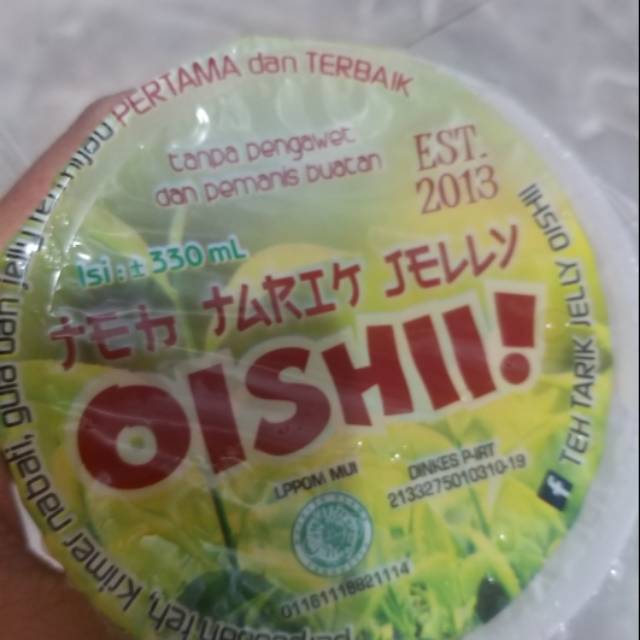 PERTAMA dan TERBAIK
tanpa pengawet
dan pemanis buatan
EST.
2013
Isi : ± 330 mL
TEH TARIK JELLY
OISHII!
LPPOM MUI
DINKES P-IRT
2133275010310-19
TEH TARIK JELLY OISHII
teh, krimer nabati, gula dan jelly